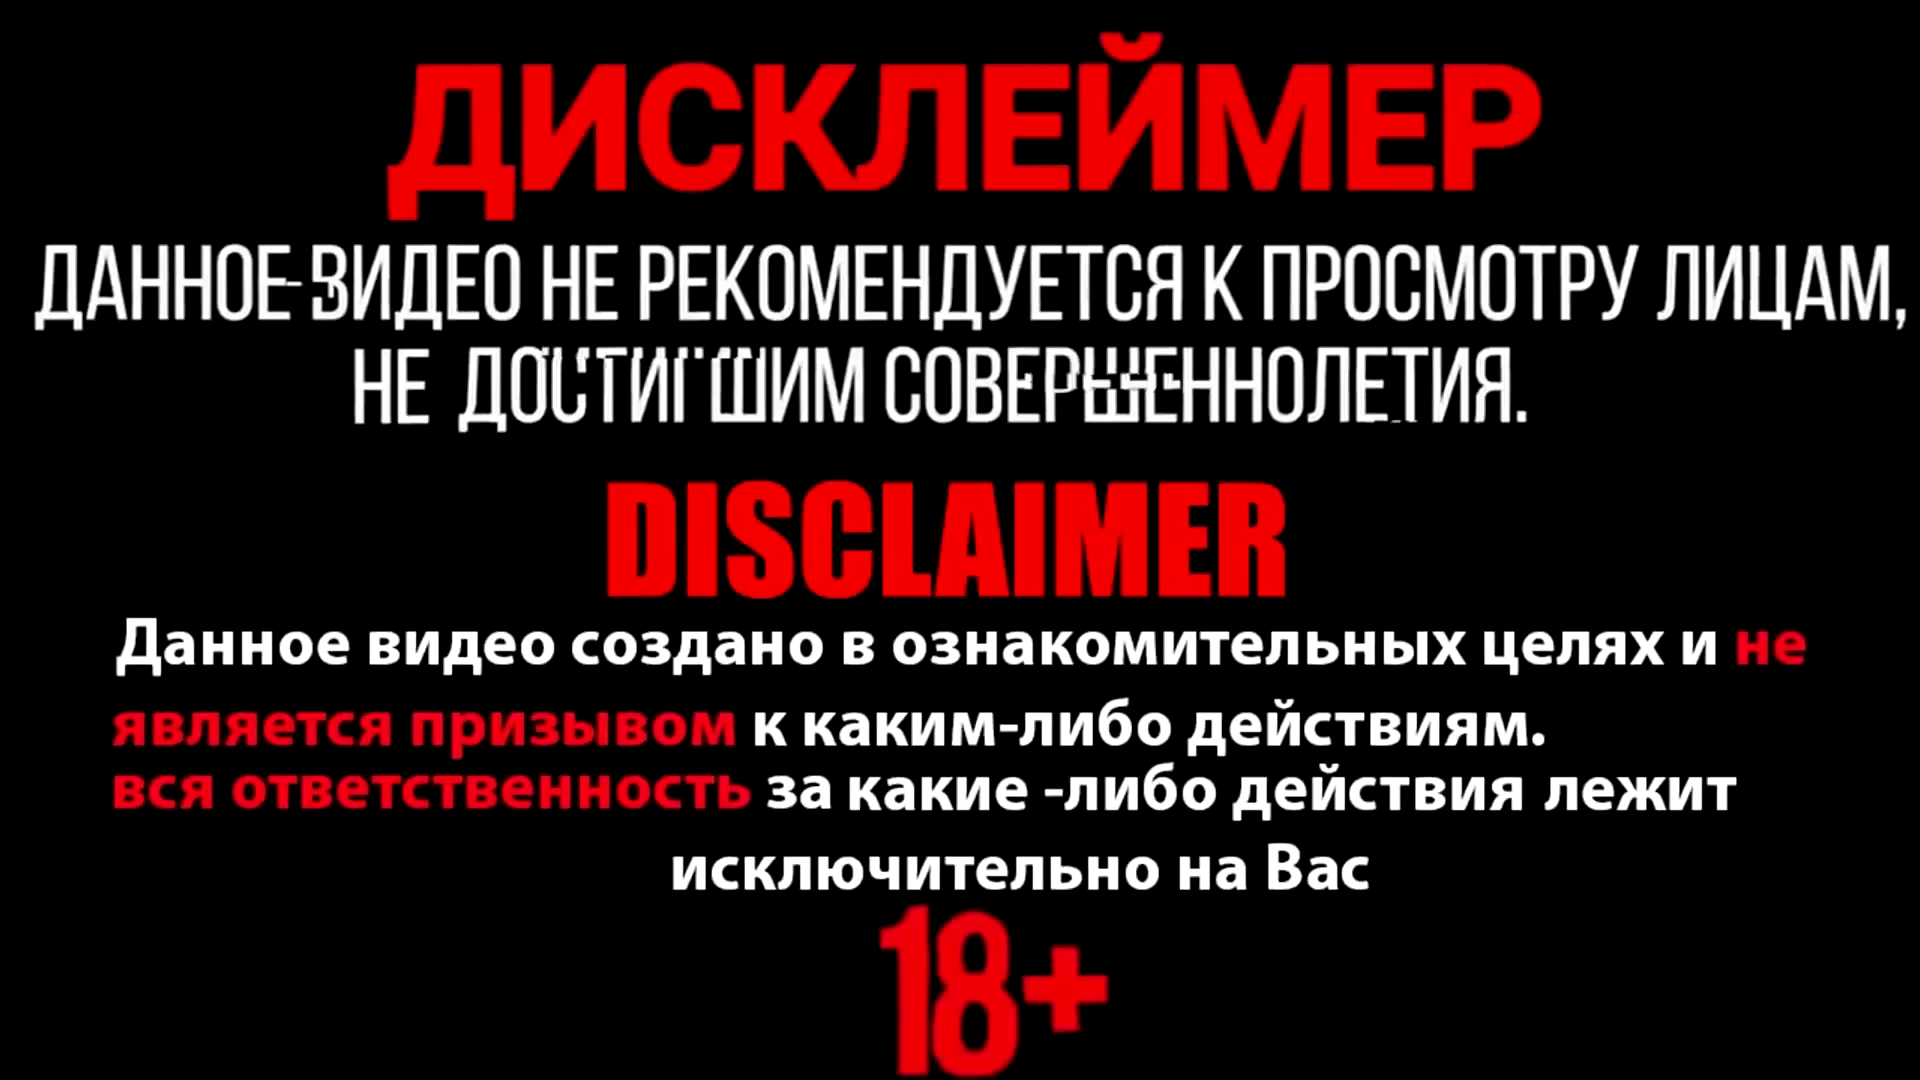 ДИСКЛЕЙМЕР
ДАННОЕ ВИДЕО НЕ РЕКОМЕНДУЕТСЯ К ПРОСМОТРУ ЛИЦАМ,
НЕ ДОСТИГШИМ СОВЕРШЕННОЛЕТИЯ.
DISCLAIMER
Данное видео создано в ознакомительных целях и не
является призывом к каким-либо действиям.
вся ответственность за какие -либо действия лежит
исключительно на Вас
18+